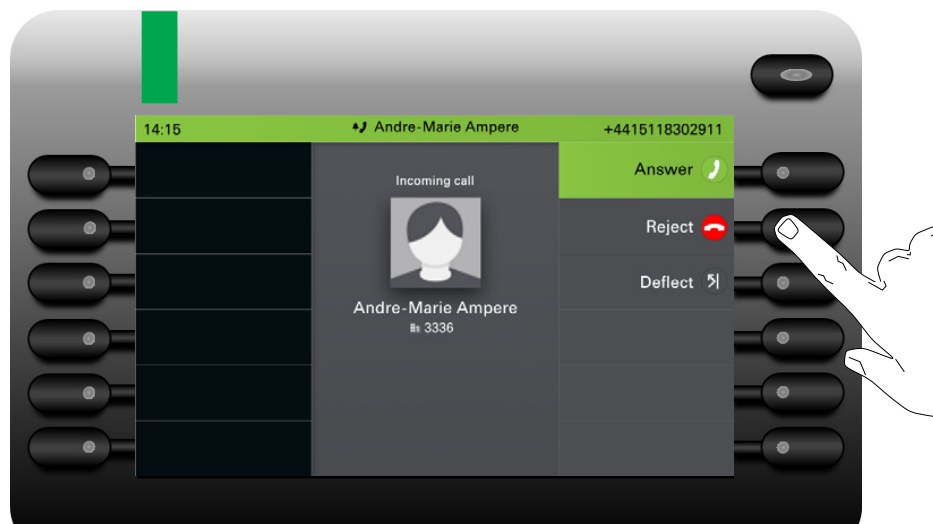 14:15 Andre-Marie Ampere +4415118302911
Incoming call
Andre-Marie Ampere
3336
Answer
Reject
Deflect